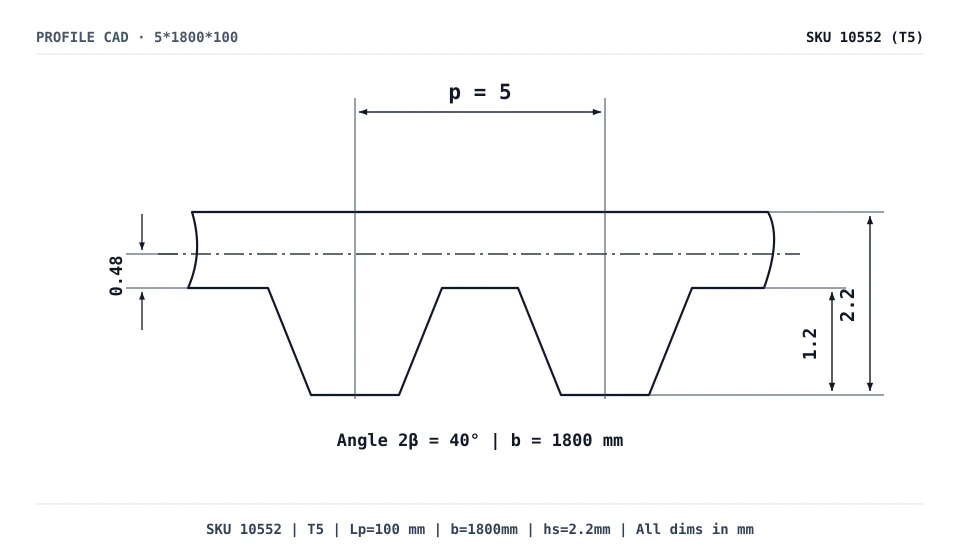 PROFILE CAD · 5*1800*100
SKU 10552 (T5)
p = 5
0.48
2.2
1.2
Angle 2β = 40° | b = 1800 mm
SKU 10552 | T5 | Lp=100 mm | b=1800mm | hs=2.2mm | All dims in mm